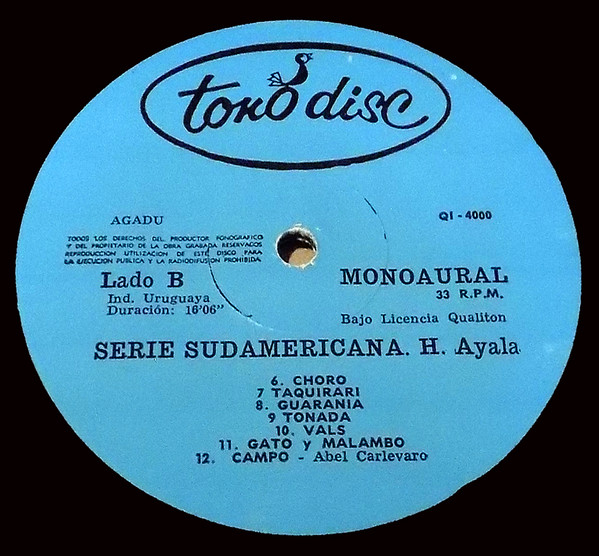 tonodisc
AGADU
QI - 4000
TODOS LOS DERECHOS DEL PRODUCTOR FONOGRAFICO
Y DEL PROPIETARIO DE LA OBRA GRABADA RESERVADOS
REPRODUCCION UTILIZACION DE ESTE DISCO PARA
LA EJECUCION PUBLICA Y LA RADIODIFUSION PROHIBIDA
Lado B
MONOAURAL
33 R.P.M.
Ind. Uruguaya
Duración: 16'06"
Bajo Licencia Qualiton
SERIE SUDAMERICANA. H. Ayala
6. CHORO
7 TAQUIRARI
8. GUARANIA
9 TONADA
10. VALS
11. GATO y MALAMBO
12. CAMPO - Abel Carlevaro